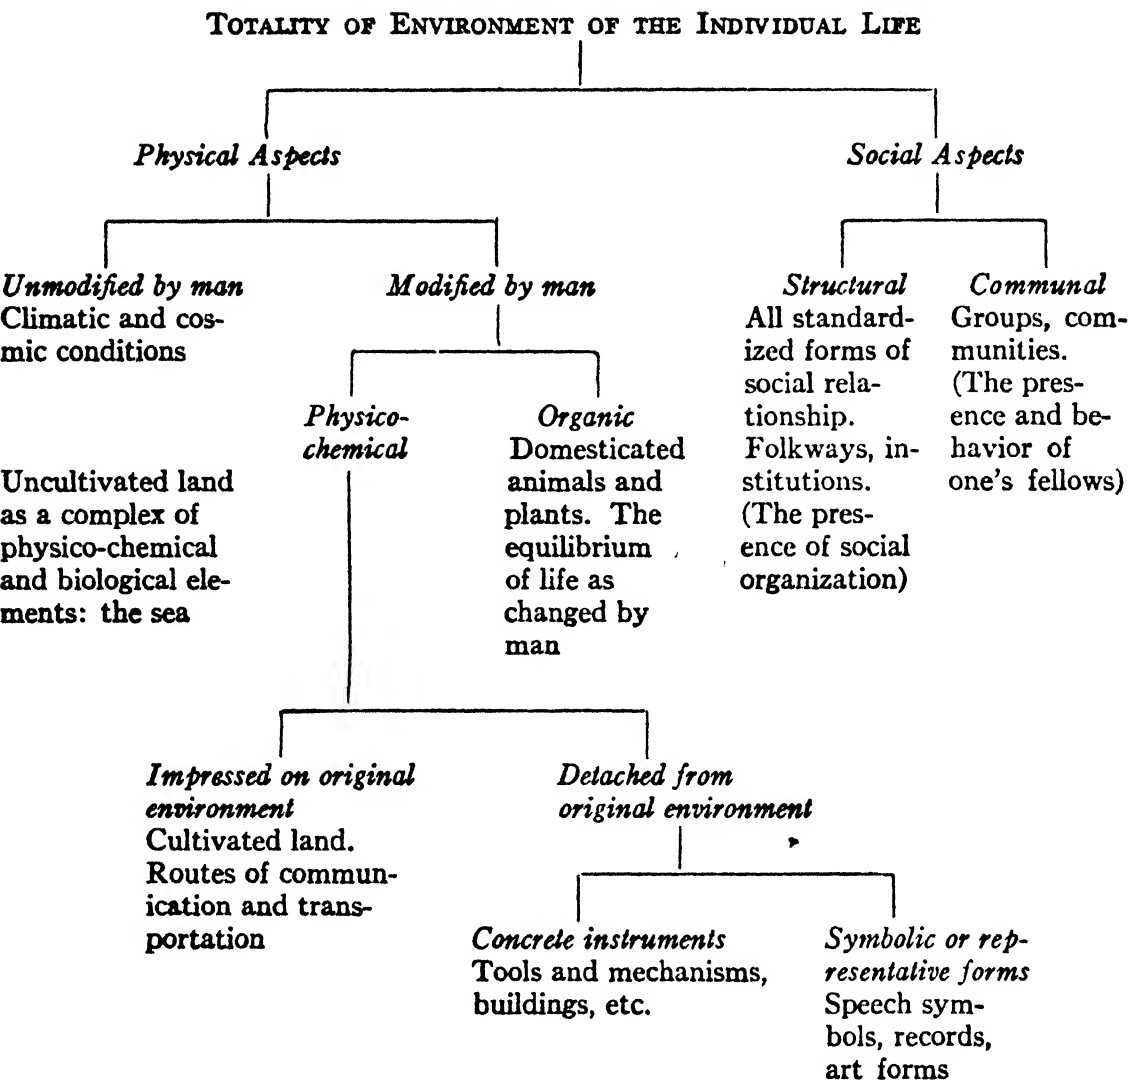 TOTALITY OF ENVIRONMENT OF THE INDIVIDUAL LIFE
Physical Aspects
Social Aspects
Unmodified by man
Climatic and cos-
mic conditions
Uncultivated land
as a complex of
physico-chemical
and biological ele-
ments: the sea
Modified by man
Physico-
chemical
Organic
Domesticated
animals and
plants. The
equilibrium
of life as
changed by
man
Structural
All standard-
ized forms of
social rela-
tionship.
Folkways, in-
stitutions.
(The pres-
ence of social
organization)
Communal
Groups, com-
munities.
(The pres-
ence and be-
havior of
one's fellows)
Impressed on original
environment
Cultivated land.
Routes of commun-
ication and trans-
portation
Detached from
original environment
Concrete instruments
Tools and mechanisms,
buildings, etc.
Symbolic or rep-
resentative forms
Speech sym-
bols, records,
art forms